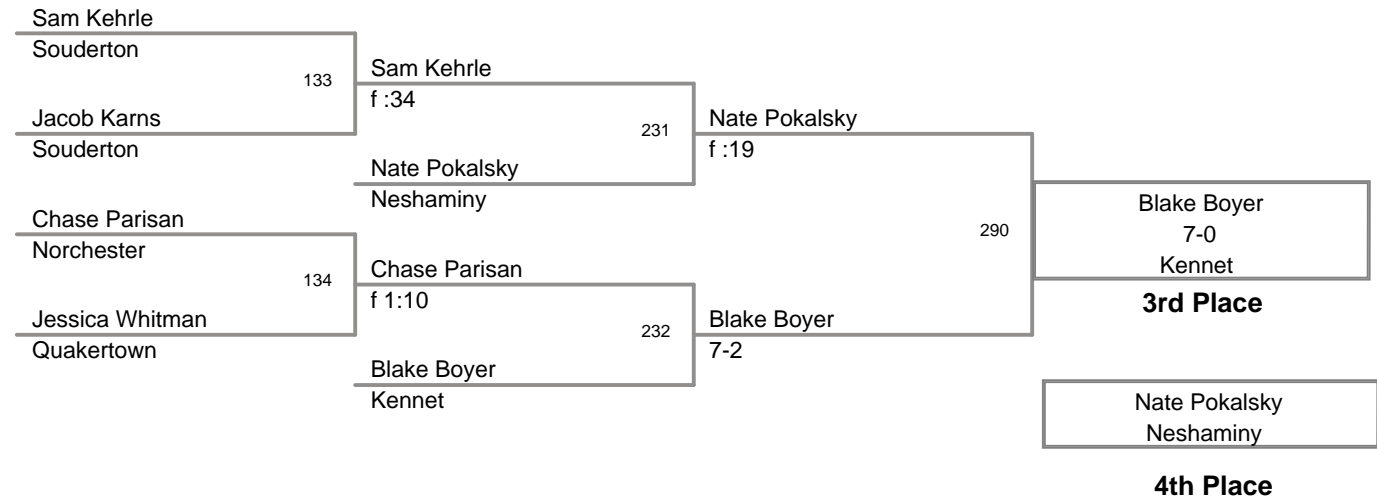 Sam Kehrle
Souderton
133
Jacob Karns
Souderton
Chase Parisan
Norchester
134
Jessica Whitman
Quakertown
Sam Kehrle
f :34
231
Nate Pokalsky
Neshaminy
Chase Parisan
f 1:10
232
Blake Boyer
Kennet
Nate Pokalsky
f :19
290
Blake Boyer
7-2
Blake Boyer
7-0
Kennet
3rd Place
Nate Pokalsky
Neshaminy
4th Place